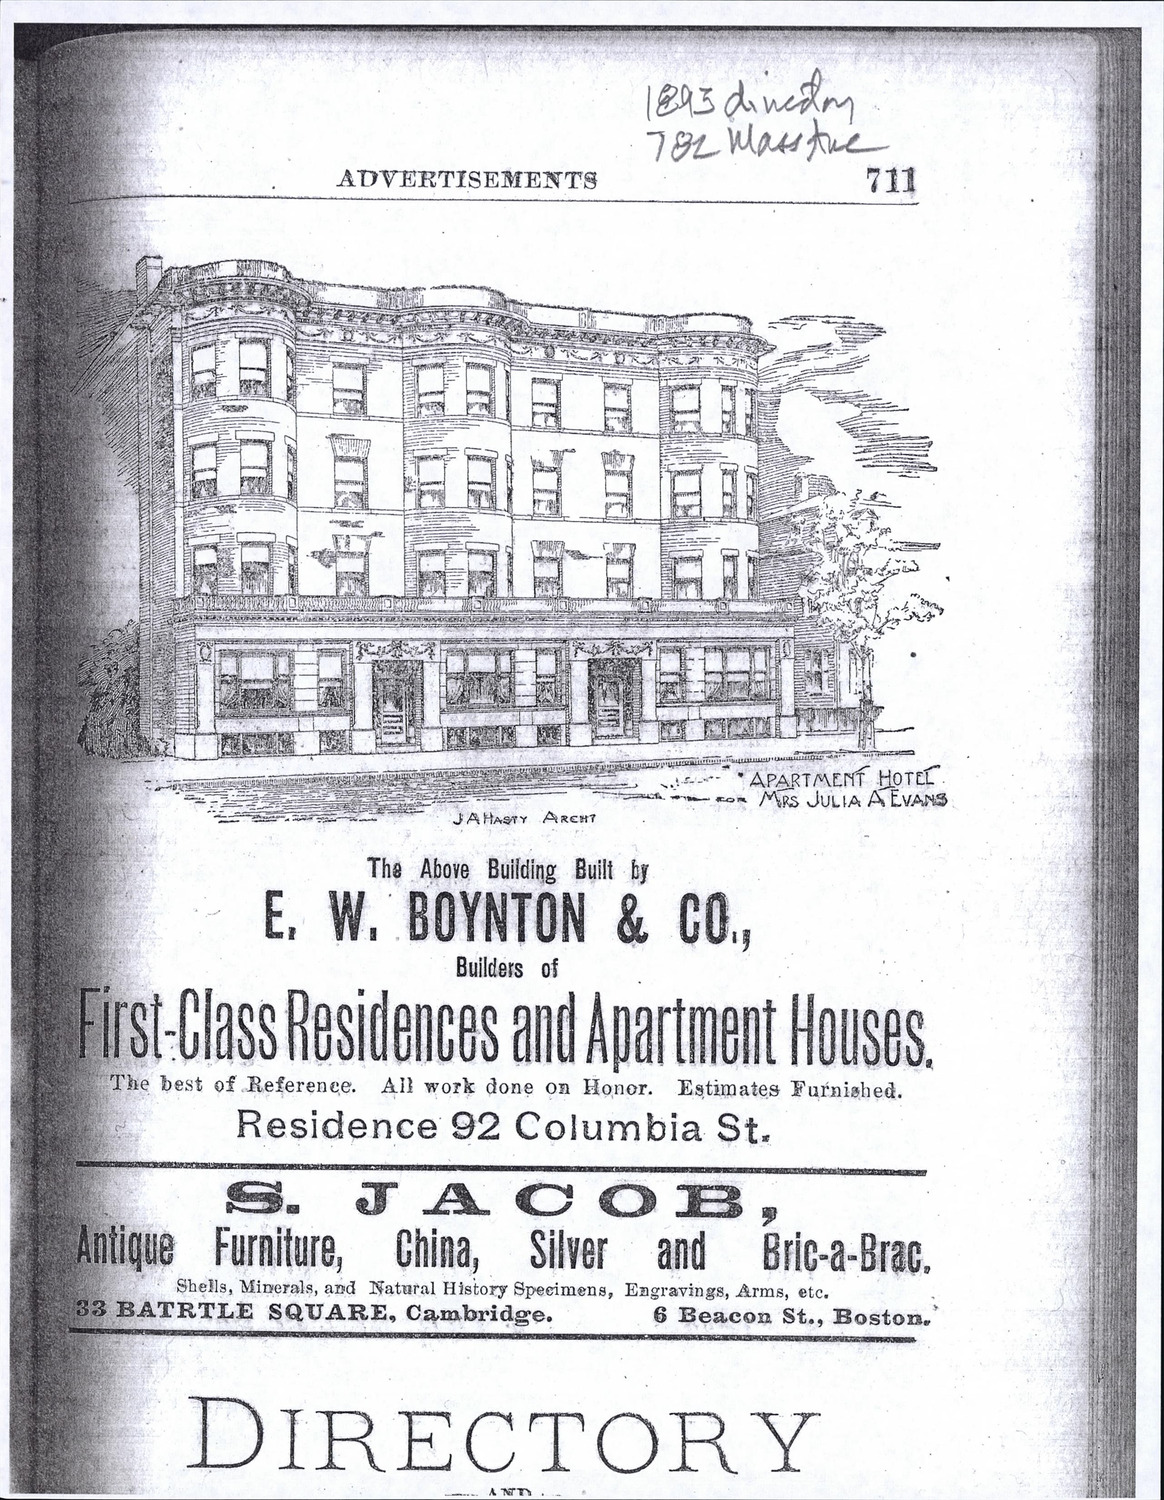 1893 directory
782 Mass Ave
ADVERTISEMENTS 711
APARTMENT HOTEL
FOR MRS JULIA A EVANS
J A HASTY ARCHT
The Above Building Built by
E. W. BOYNTON & CO.,
Builders of
First-Class Residences and Apartment Houses.
The best of Reference. All work done on Honor. Estimates Furnished.
Residence 92 Columbia St.
S. JACOB,
Antique Furniture, China, Silver and Bric-a-Brac.
Shells, Minerals, and Natural History Specimens, Engravings, Arms, etc.
33 BATRTLE SQUARE, Cambridge. 6 Beacon St., Boston.
DIRECTORY
AND